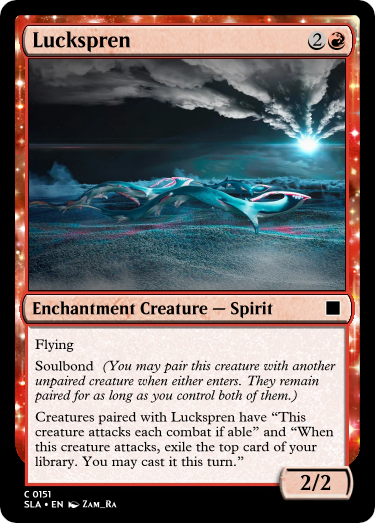 Luckspren 2
Enchantment Creature — Spirit
Flying
Soulbond (You may pair this creature with another
unpaired creature when either enters. They remain
paired for as long as you control both of them.)
Creatures paired with Luckspren have “This
creature attacks each combat if able” and “When
this creature attacks, exile the top card of your
library. You may cast it this turn.”
2/2
C 0151
SLA • EN Zam_Ra